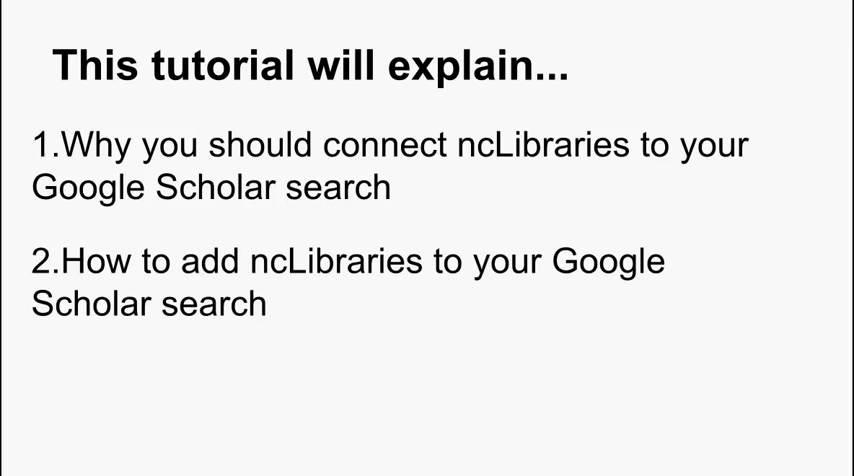 This tutorial will explain...
1.Why you should connect ncLibraries to your
Google Scholar search
2.How to add ncLibraries to your Google
Scholar search